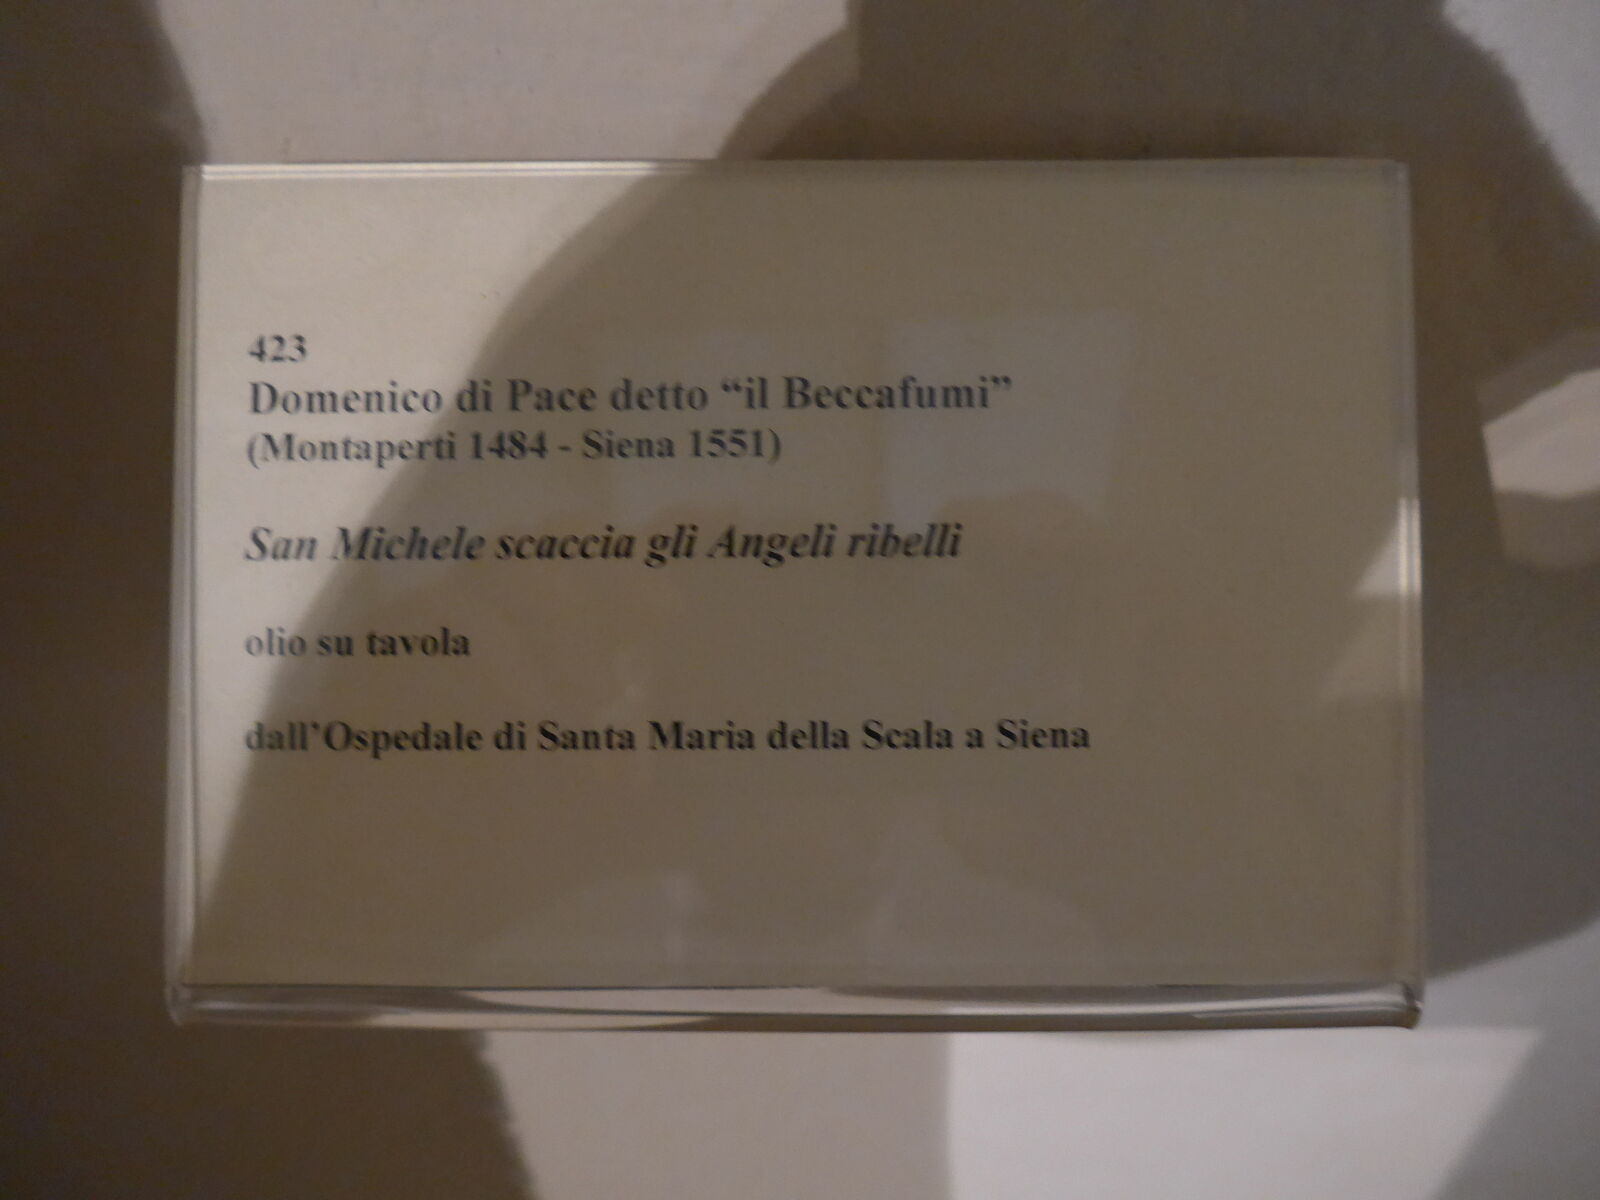 423
Domenico di Pace detto “il Beccafumi”
(Montaperti 1484 - Siena 1551)
San Michele scaccia gli Angeli ribelli
olio su tavola
dall’Ospedale di Santa Maria della Scala a Siena